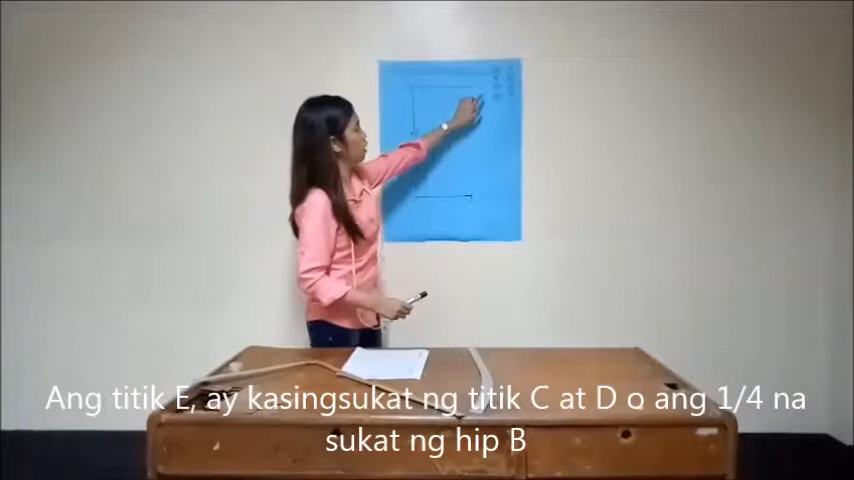 Ang titik E, ay kasingsukat ng titik C at D o ang 1/4 na
sukat ng hip B